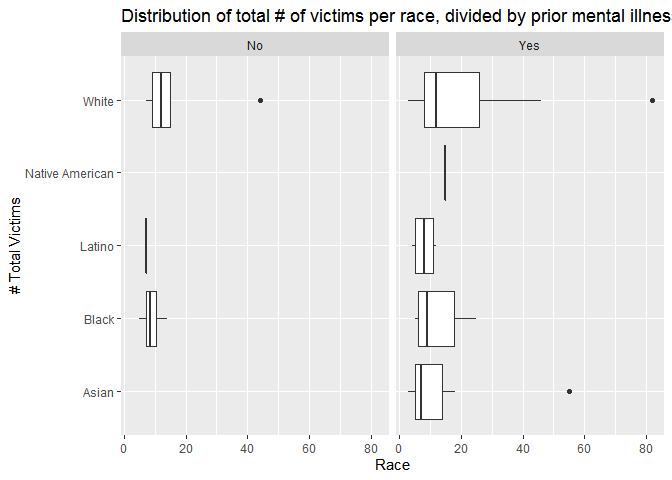 Distribution of total # of victims per race, divided by prior mental illnes
No
Yes
White
Native American
Latino
Black
Asian
# Total Victims
0 20 40 60 80
0 20 40 60 80
Race